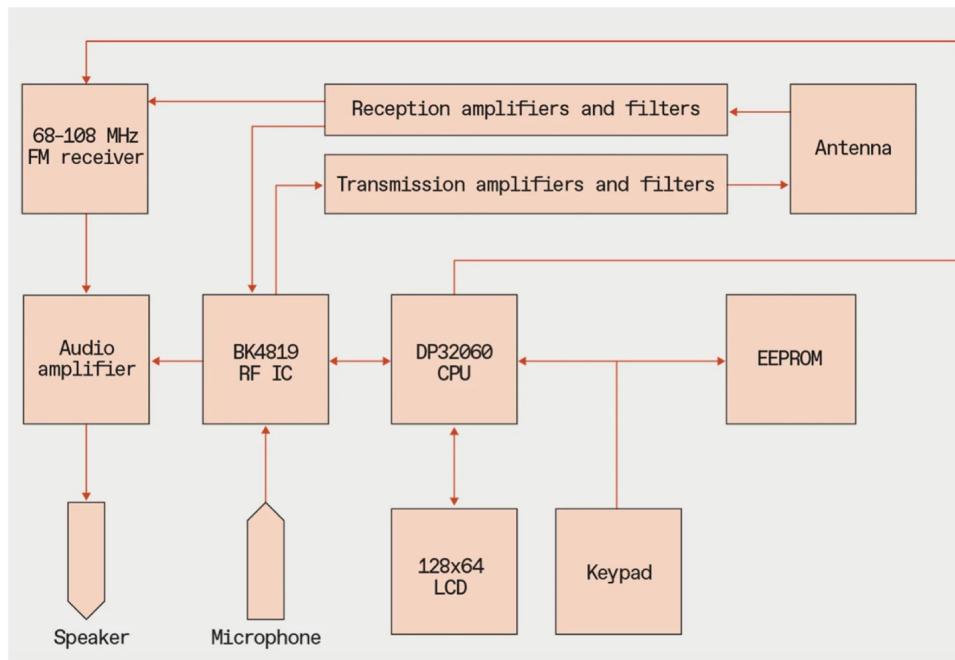 68–108 MHz
FM receiver
Reception amplifiers and filters
Transmission amplifiers and filters
Antenna
Audio
amplifier
BK4819
RF IC
DP32060
CPU
EEPROM
128x64
LCD
Keypad
Speaker
Microphone